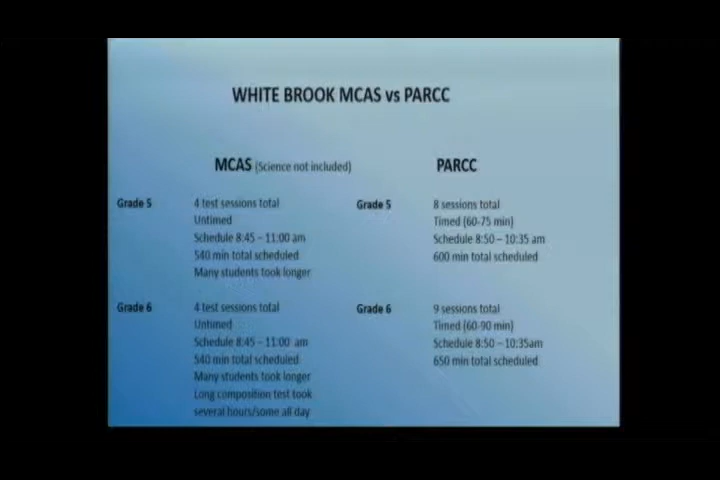 WHITE BROOK MCAS vs PARCC
MCAS (Science not included)
Grade 5
4 test sessions total
Untimed
Schedule 8:45 – 11:00 am
540 min total scheduled
Many students took longer
Grade 6
4 test sessions total
Untimed
Schedule 8:45 – 11:00 am
540 min total scheduled
Many students took longer
Long composition test took
several hours/some all day
PARCC
Grade 5
8 sessions total
Timed (60-75 min)
Schedule 8:50 – 10:35 am
600 min total scheduled
Grade 6
9 sessions total
Timed (60-90 min)
Schedule 8:50 – 10:35am
650 min total scheduled